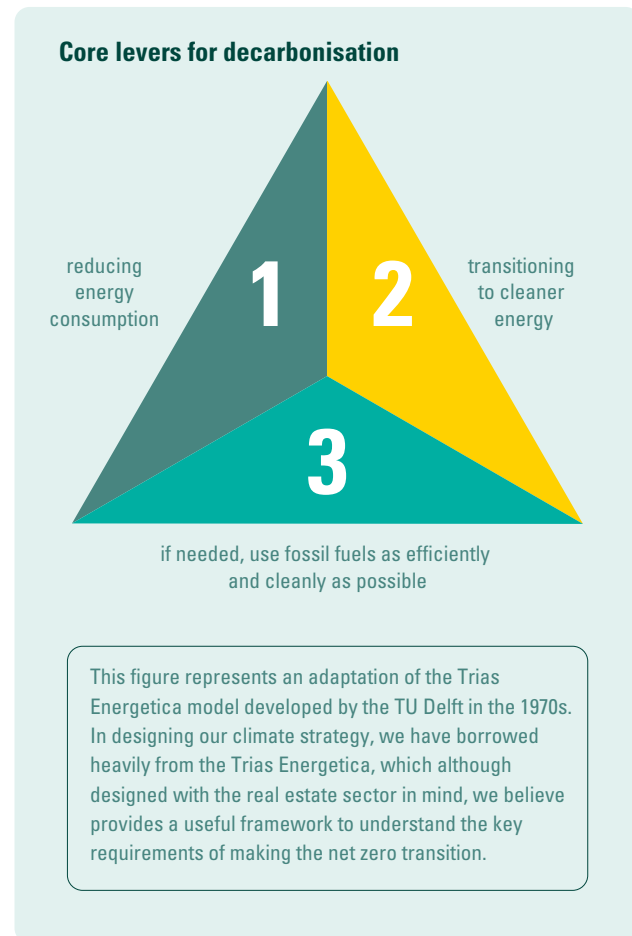 Core levers for decarbonisation
reducing
energy
consumption
1
2
transitioning
to cleaner
energy
3
if needed, use fossil fuels as efficiently
and cleanly as possible
This figure represents an adaptation of the Trias
Energetica model developed by the TU Delft in the 1970s.
In designing our climate strategy, we have borrowed
heavily from the Trias Energetica, which although
designed with the real estate sector in mind, we believe
provides a useful framework to understand the key
requirements of making the net zero transition.